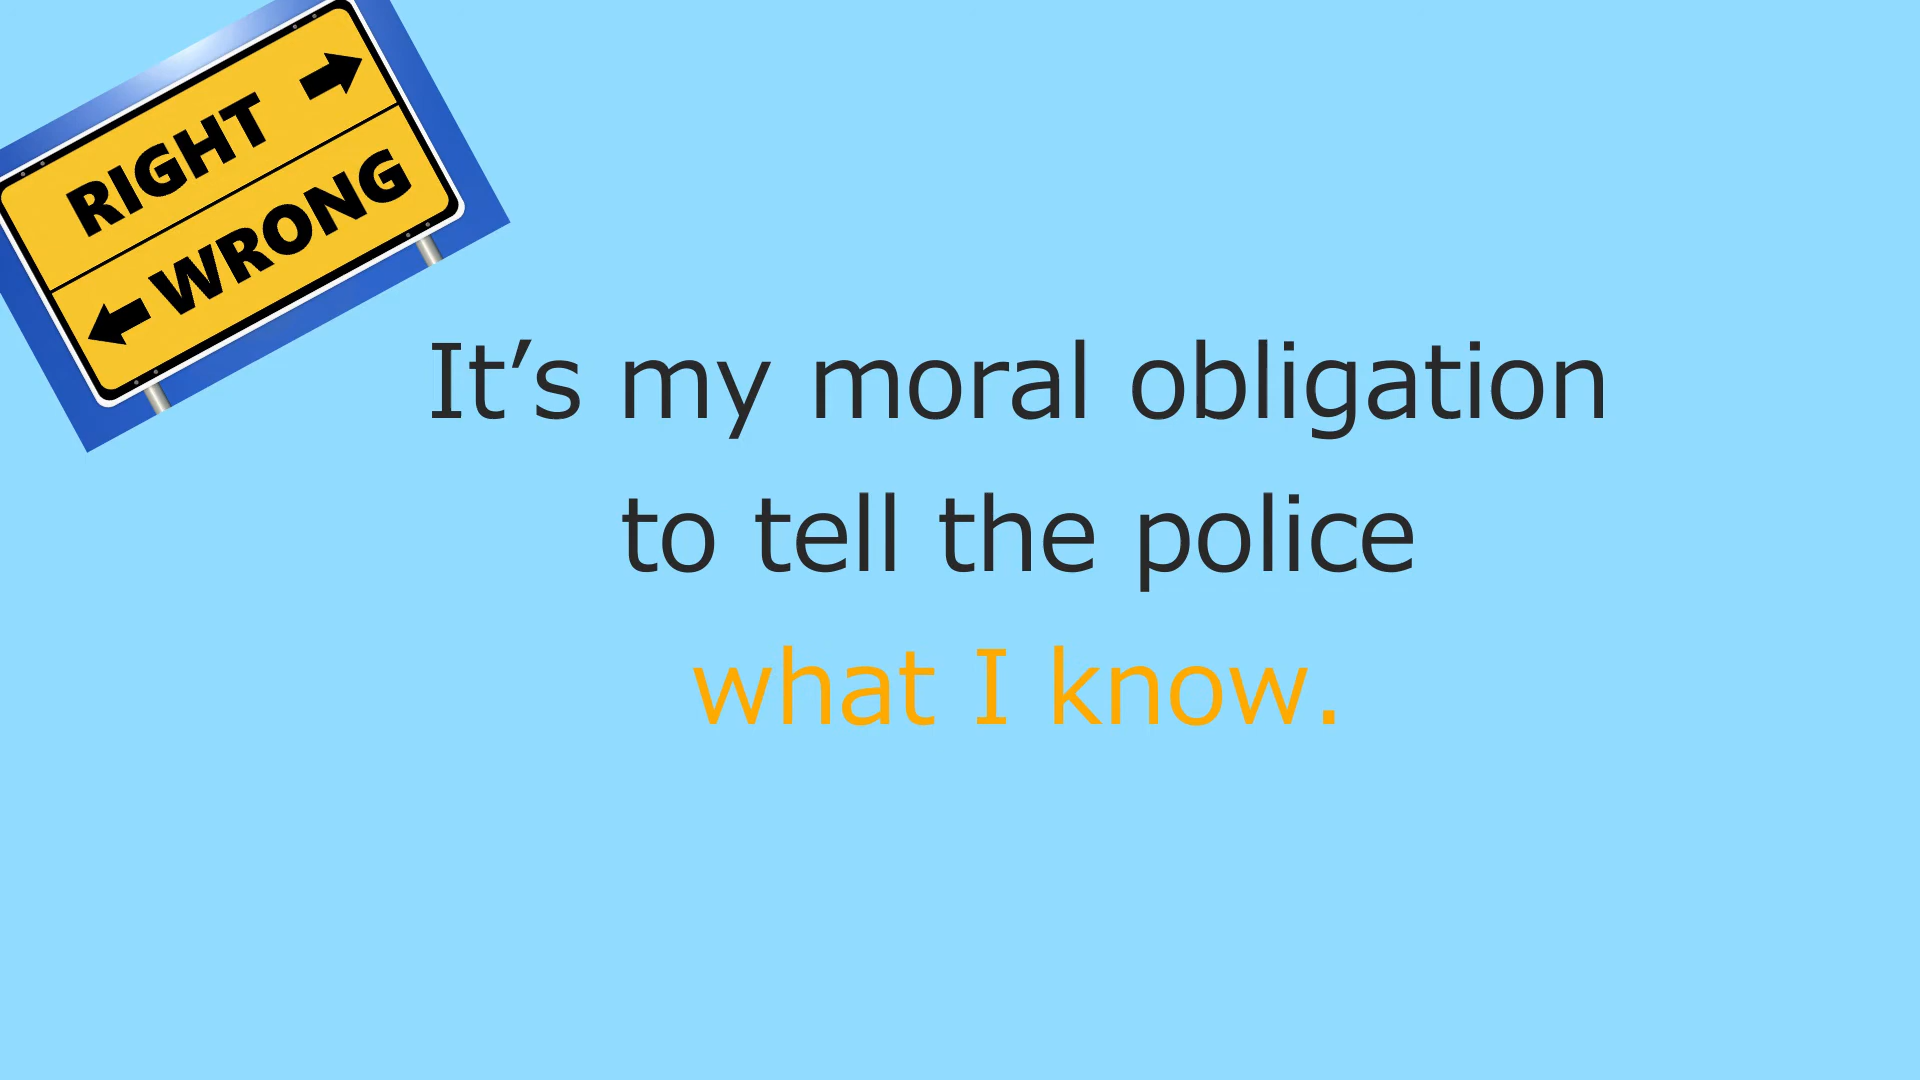 RIGHT
WRONG
It’s my moral obligation
to tell the police
what I know.